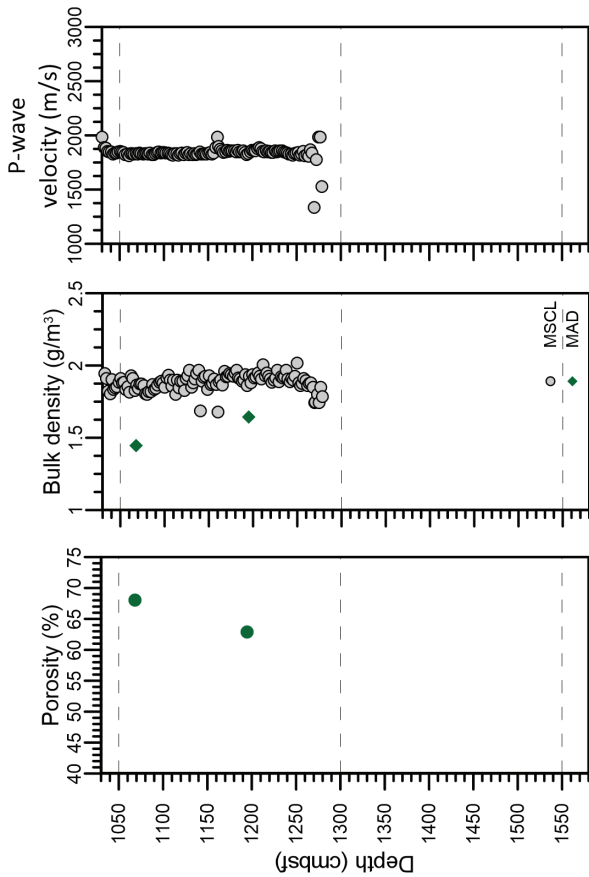 Porosity (%)
40 45 50 55 60 65 70 75
Bulk density (g/m³)
1 1.5 2 2.5
P-wave
velocity (m/s)
1000 1500 2000 2500 3000
Depth (cmbsf)
1050
1100
1150
1200
1250
1300
1350
1400
1450
1500
1550
MSCL
MAD